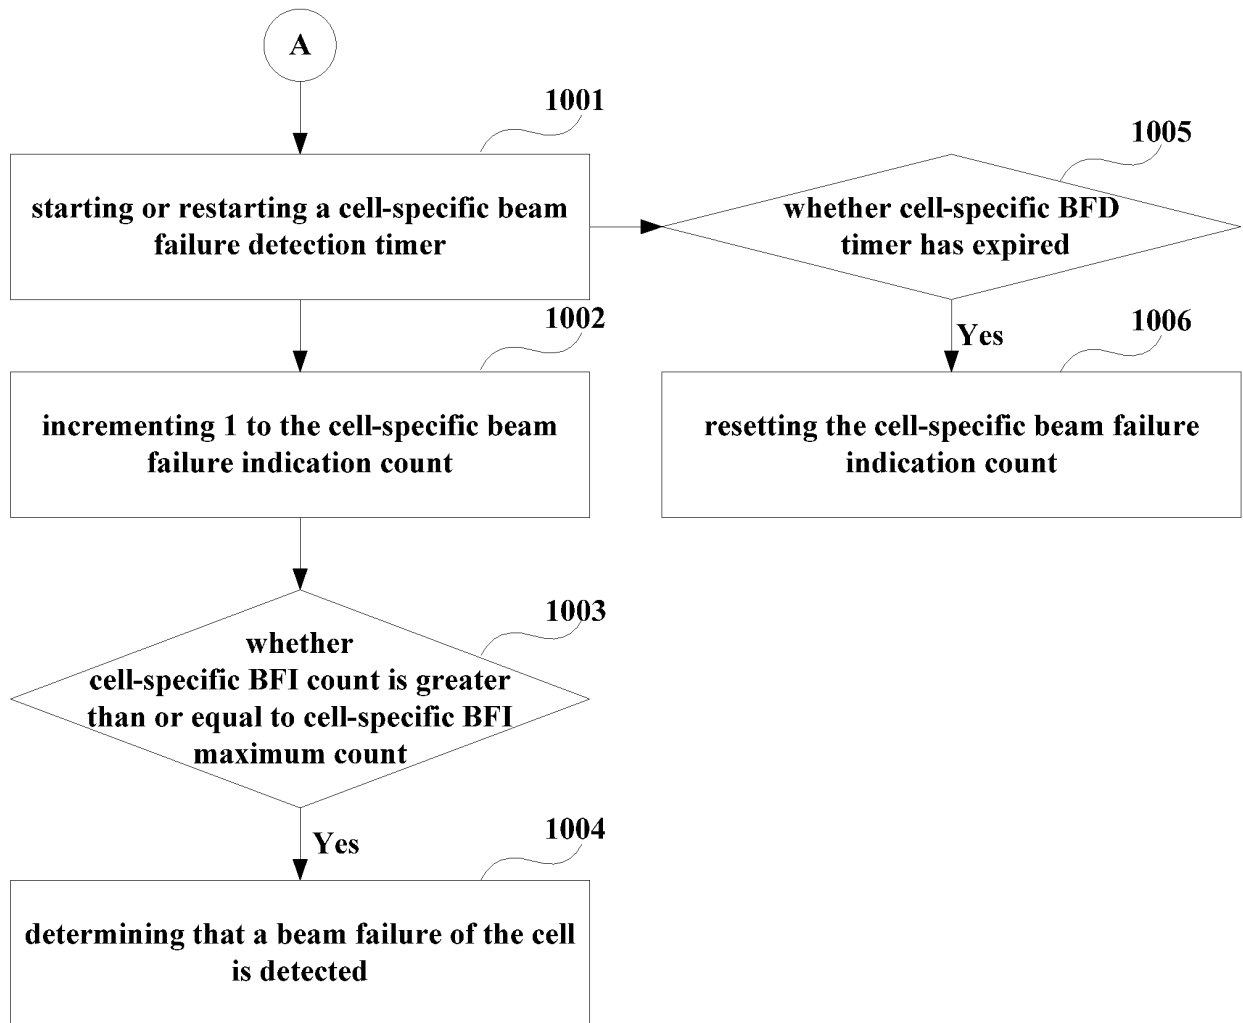 A
1001
starting or restarting a cell-specific beam
failure detection timer
1005
whether cell-specific BFD
timer has expired
1002
incrementing 1 to the cell-specific beam
failure indication count
Yes
1006
resetting the cell-specific beam failure
indication count
1003
whether
cell-specific BFI count is greater
than or equal to cell-specific BFI
maximum count
Yes
1004
determining that a beam failure of the cell
is detected